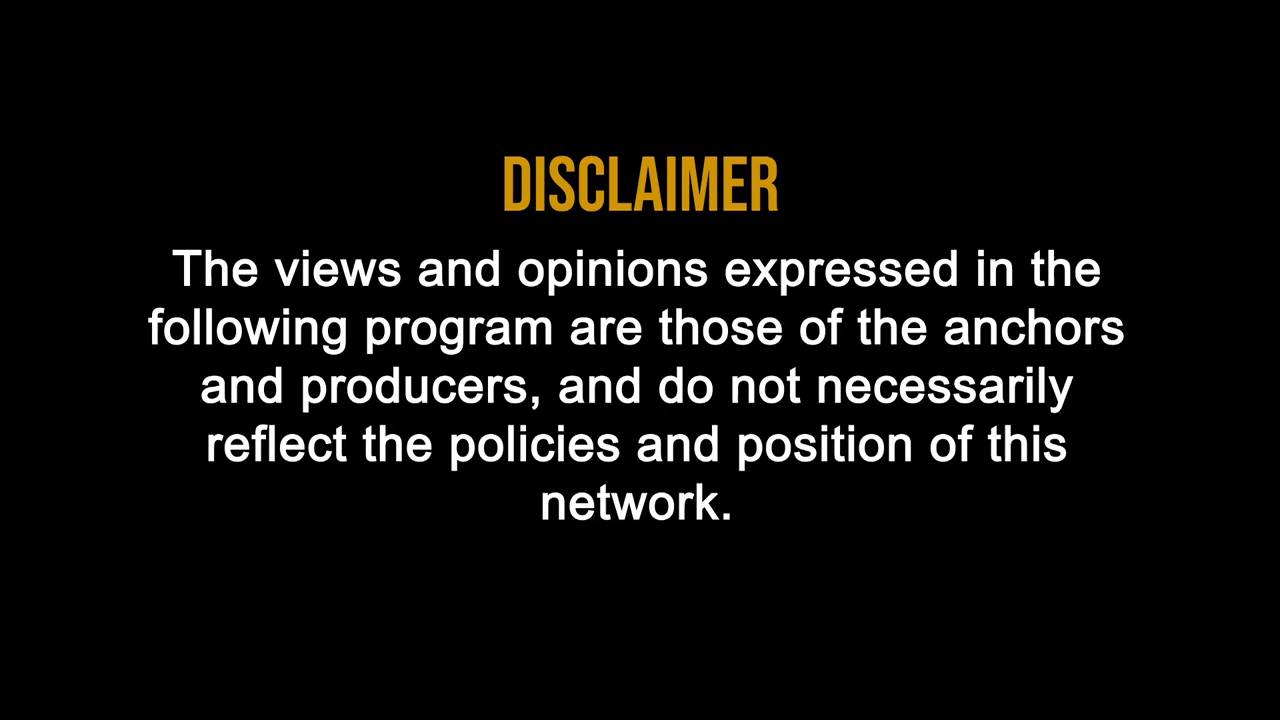 DISCLAIMER
The views and opinions expressed in the
following program are those of the anchors
and producers, and do not necessarily
reflect the policies and position of this
network.